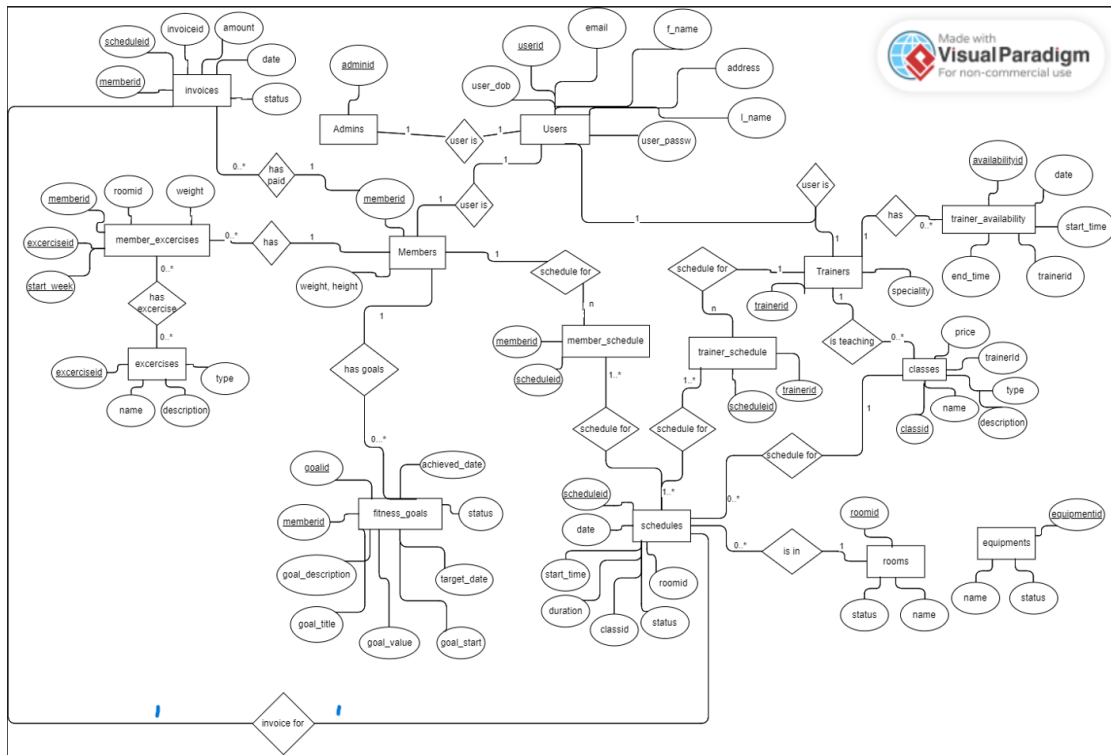 invoiceid
amount
scheduleid
date
memberid
invoices
status
adminid
Admins
1
user is
1
userid
email
f_name
user_dob
address
Users
l_name
user_passw
Made with
Visual Paradigm
For non-commercial use
0..*
has
paid
1
memberid
1
user is
1
user is
1
1
has
0..*
1
availabilityid
date
trainer_availability
start_time
end_time
trainerid
memberid
roomid
weight
member_excercises
excerciseid
start_week
0..*
has
1
Members
weight, height
1
1
schedule for
n
schedule for
1
n
Trainers
trainerid
speciality
1
is teaching
0..*
0..*
has
excercise
0..*
excerciseid
excercises
type
name
description
has goals
0...*
memberid
member_schedule
scheduleid
trainer_schedule
trainerid
scheduleid
price
classes
trainerId
type
name
description
classid
1..*
1..*
schedule for
schedule for
1..*
1
schedule for
0..*
goalid
achieved_date
memberid
fitness_goals
status
goal_description
target_date
goal_title
goal_value
goal_start
scheduleid
date
schedules
start_time
roomid
duration
classid
status
0..*
is in
1
roomid
rooms
status
name
equipmentid
equipments
name
status
1
1
invoice for